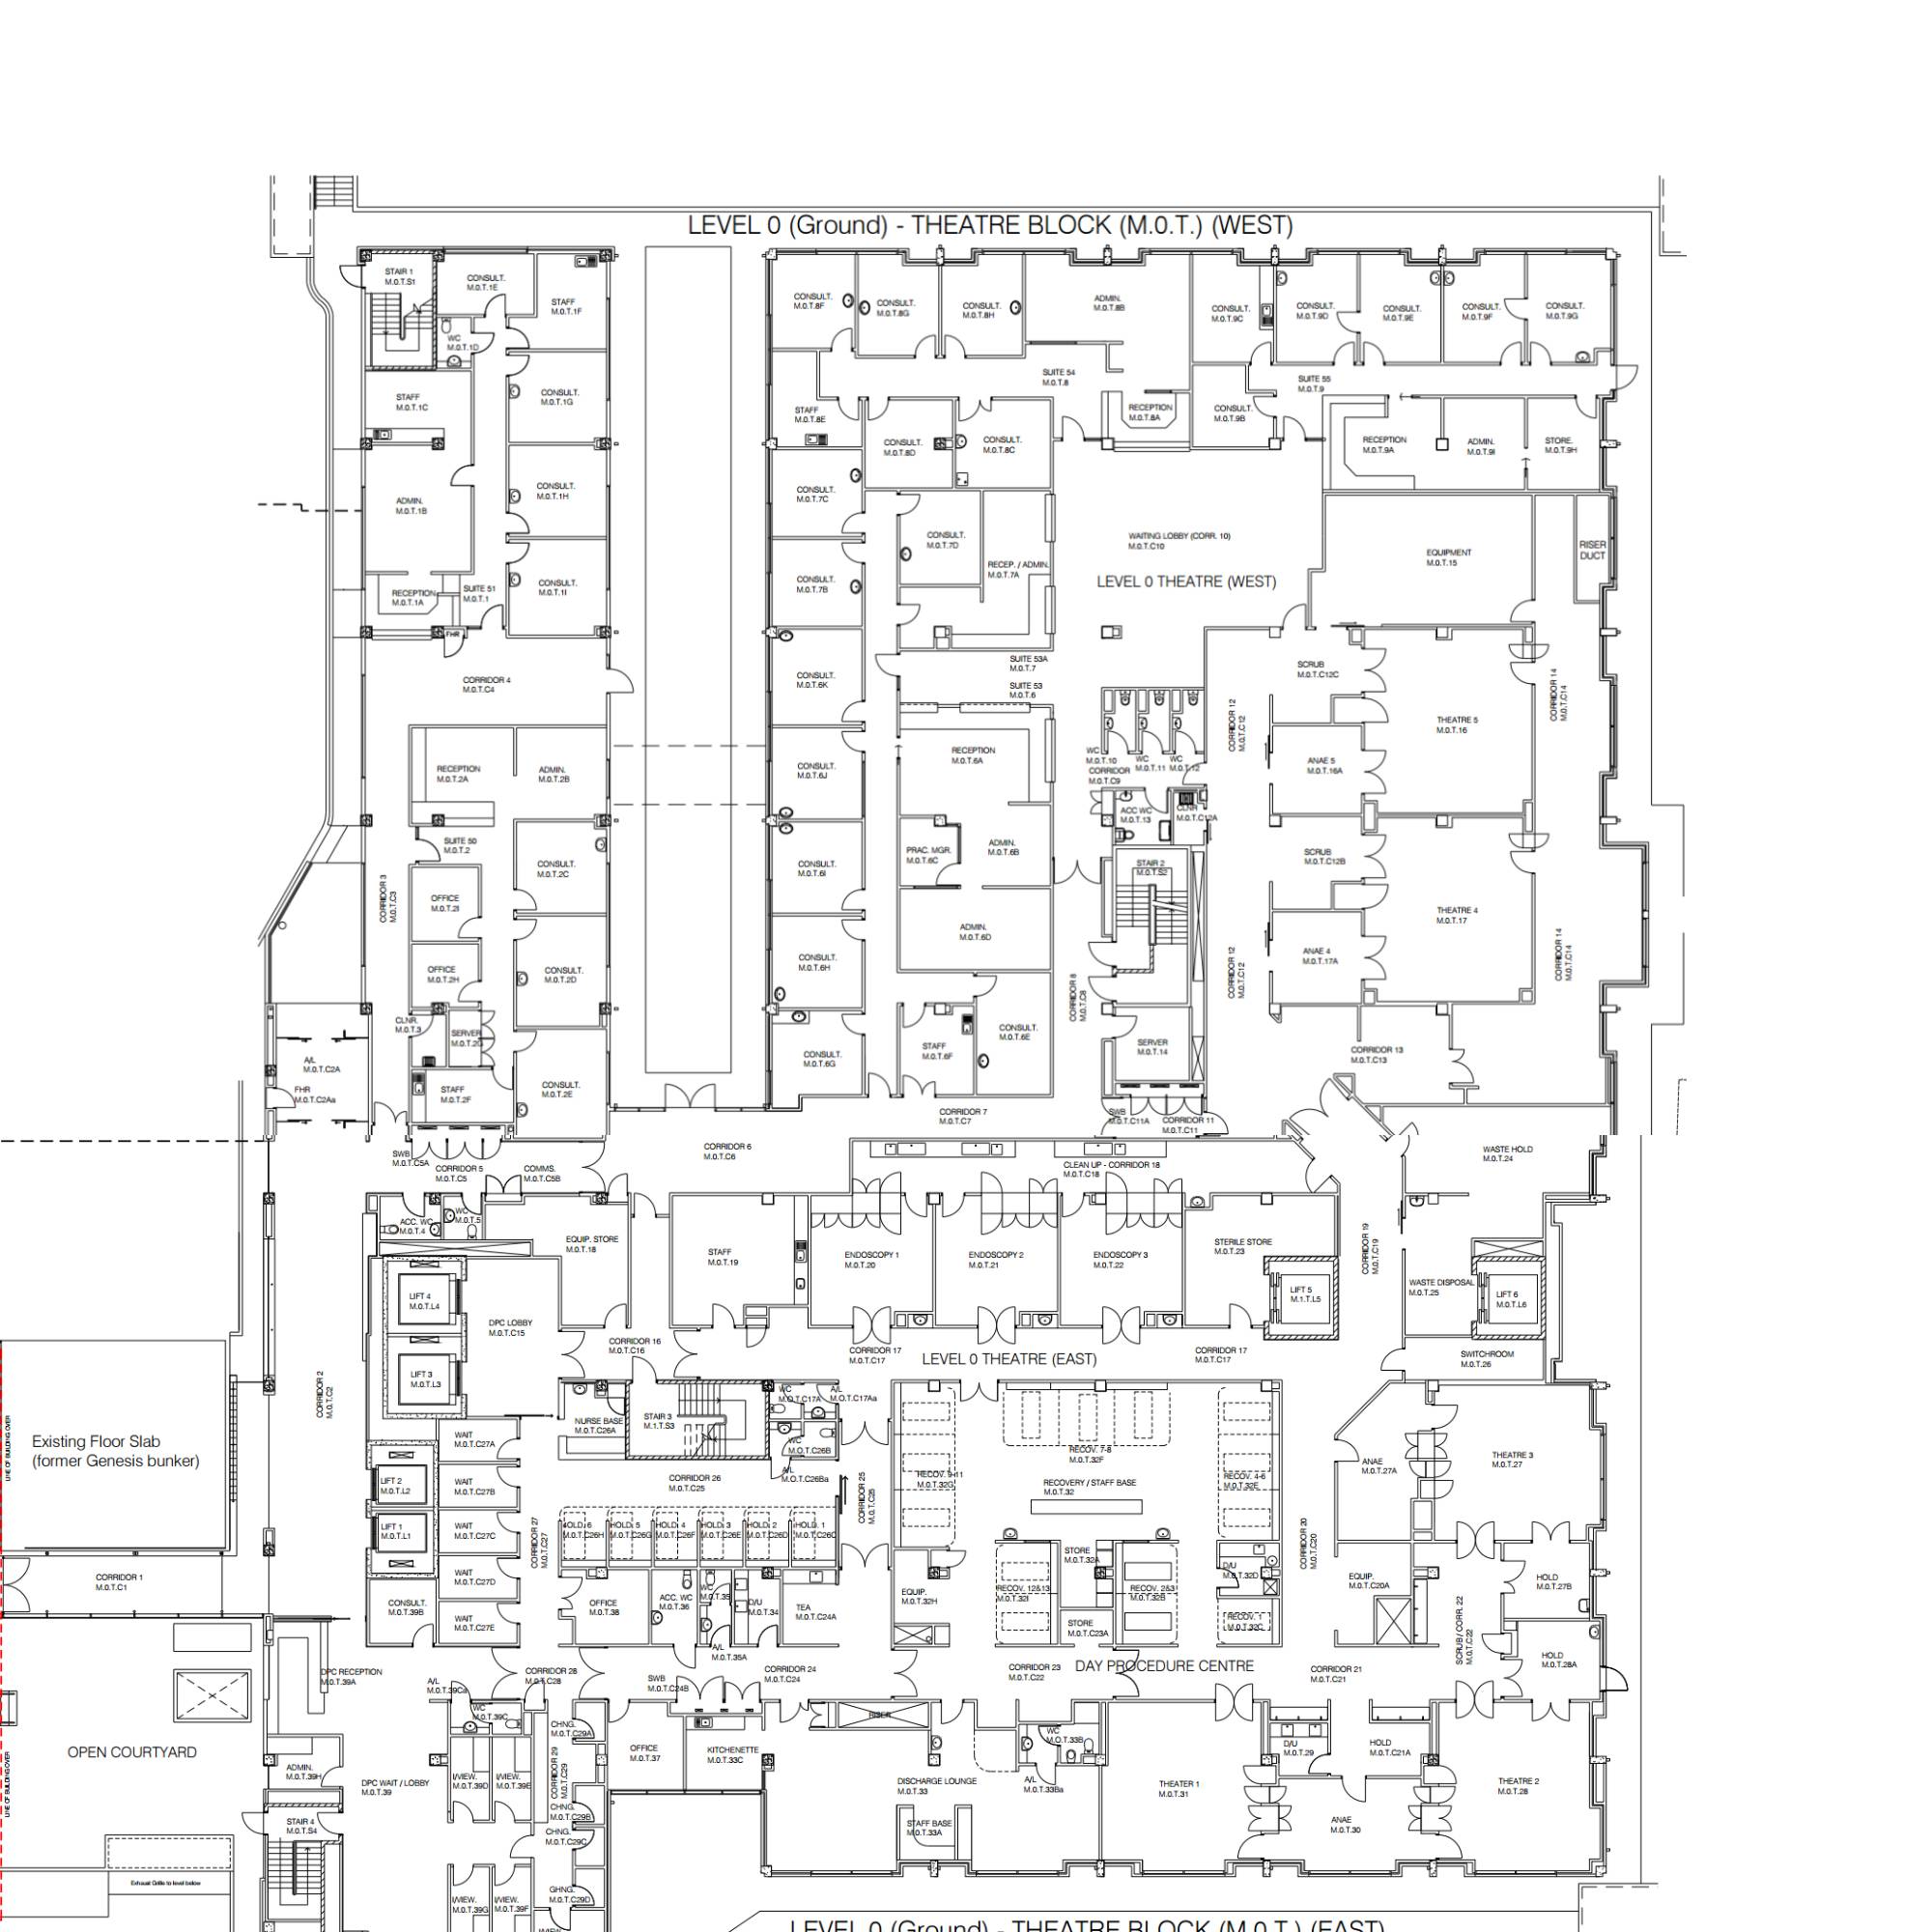 LEVEL 0 (Ground) - THEATRE BLOCK (M.0.T.) (WEST)
STAIR 1
M.0.T.S1
CONSULT.
M.0.T.1E
STAFF
M.0.T.1F
WC
M.0.T.1D
STAFF
M.0.T.1C
CONSULT.
M.0.T.1G
ADMIN.
M.0.T.1B
CONSULT.
M.0.T.1H
CONSULT.
M.0.T.1I
RECEPTION
M.0.T.1A
SUITE 51
M.0.T.1
FHR
CORRIDOR 4
M.0.T.C4
RECEPTION
M.0.T.2A
ADMIN.
M.0.T.2B
SUITE 50
M.0.T.2
CONSULT.
M.0.T.2C
OFFICE
M.0.T.2I
CORRIDOR 3
M.0.T.C3
OFFICE
M.0.T.2H
CONSULT.
M.0.T.2D
CLNR.
M.0.T.3
SERVER
M.0.T.2G
A/L
M.0.T.C2A
FHR
M.0.T.C2Aa
STAFF
M.0.T.2F
CONSULT.
M.0.T.2E
CONSULT.
M.0.T.8F
CONSULT.
M.0.T.8G
CONSULT.
M.0.T.8H
ADMIN.
M.0.T.8B
CONSULT.
M.0.T.9C
CONSULT.
M.0.T.9D
CONSULT.
M.0.T.9E
CONSULT.
M.0.T.9F
CONSULT.
M.0.T.9G
SUITE 54
M.0.T.8
SUITE 55
M.0.T.9
STAFF
M.0.T.8E
RECEPTION
M.0.T.8A
CONSULT.
M.0.T.9B
CONSULT.
M.0.T.8D
CONSULT.
M.0.T.8C
RECEPTION
M.0.T.9A
ADMIN.
M.0.T.9I
STORE.
M.0.T.9H
CONSULT.
M.0.T.7C
CONSULT.
M.0.T.7D
WAITING LOBBY (CORR. 10)
M.0.T.C10
EQUIPMENT
M.0.T.15
RISER
DUCT
RECEP. / ADMIN.
M.0.T.7A
LEVEL 0 THEATRE (WEST)
CONSULT.
M.0.T.7B
SUITE 53A
M.0.T.7
SUITE 53
M.0.T.6
CONSULT.
M.0.T.6K
SCRUB
M.0.T.C12C
CORRIDOR 12
M.0.T.C12
THEATRE 5
M.0.T.16
CORRIDOR 14
M.0.T.C14
RECEPTION
M.0.T.6A
CONSULT.
M.0.T.6J
WC
M.0.T.10
WC
M.0.T.11
WC
M.0.T.12
CORRIDOR
M.0.T.C9
ANAE 5
M.0.T.16A
ACC WC
M.0.T.13
CLNR
M.0.T.C12A
PRAC. MGR.
M.0.T.6C
ADMIN.
M.0.T.6B
CONSULT.
M.0.T.6I
STAIR 2
M.0.T.S2
SCRUB
M.0.T.C12B
THEATRE 4
M.0.T.17
ADMIN.
M.0.T.6D
CONSULT.
M.0.T.6H
ANAE 4
M.0.T.17A
CORRIDOR 12
M.0.T.C12
CORRIDOR 14
M.0.T.C14
CORRIDOR 8
M.0.T.C8
CONSULT.
M.0.T.6G
STAFF
M.0.T.6F
CONSULT.
M.0.T.6E
SERVER
M.0.T.14
CORRIDOR 13
M.0.T.C13
CORRIDOR 7
M.0.T.C7
SWB
M.0.T.C11A
CORRIDOR 11
M.0.T.C11
SWB
M.0.T.C5A
CORRIDOR 5
M.0.T.C5
COMMS.
M.0.T.C5B
CORRIDOR 6
M.0.T.C6
CLEAN UP - CORRIDOR 18
M.0.T.C18
WASTE HOLD
M.0.T.24
ACC. WC
M.0.T.4
WC
M.0.T.5
EQUIP. STORE
M.0.T.18
STAFF
M.0.T.19
ENDOSCOPY 1
M.0.T.20
ENDOSCOPY 2
M.0.T.21
ENDOSCOPY 3
M.0.T.22
STERILE STORE
M.0.T.23
CORRIDOR 19
M.0.T.C19
LIFT 4
M.0.T.L4
LIFT 5
M.1.T.L5
WASTE DISPOSAL
M.0.T.25
LIFT 6
M.0.T.L6
DPC LOBBY
M.0.T.C15
CORRIDOR 16
M.0.T.C16
CORRIDOR 17
M.0.T.C17
LEVEL 0 THEATRE (EAST)
CORRIDOR 17
M.0.T.C17
SWITCHROOM
M.0.T.26
LIFT 3
M.0.T.L3
CORRIDOR 2
M.0.T.C2
NURSE BASE
M.0.T.C26A
STAIR 3
M.1.T.S3
WC
M.O.T.C17A
A/L
M.O.T.C17Aa
WC
M.O.T.C26B
A/L
M.O.T.C26Ba
Existing Floor Slab
(former Genesis bunker)
LINE OF BUILDING OVER
WAIT
M.0.T.C27A
LIFT 2
M.0.T.L2
WAIT
M.0.T.C27B
CORRIDOR 26
M.0.T.C25
CORRIDOR 25
M.0.T.C25
RECOV. 7-8
M.0.T.32F
RECOV. 9-11
M.0.T.32G
RECOVERY / STAFF BASE
M.0.T.32
RECOV. 4-6
M.0.T.32E
ANAE
M.0.T.27A
THEATRE 3
M.0.T.27
LIFT 1
M.0.T.L1
WAIT
M.0.T.C27C
CORRIDOR 27
M.0.T.C27
HOLD. 6
M.0.T.C26H
HOLD. 5
M.0.T.C26G
HOLD. 4
M.0.T.C26F
HOLD. 3
M.0.T.C26E
HOLD. 2
M.0.T.C26D
HOLD. 1
M.0.T.C26C
CORRIDOR 20
M.0.T.C20
CORRIDOR 1
M.0.T.C1
WAIT
M.0.T.C27D
STORE
M.0.T.32A
D/U
M.0.T.32D
EQUIP.
M.0.T.C20A
HOLD
M.0.T.27B
CONSULT.
M.0.T.39B
WAIT
M.0.T.C27E
OFFICE
M.0.T.38
ACC. WC
M.0.T.36
WC
M.0.T.35
D/U
M.0.T.34
TEA
M.0.T.C24A
EQUIP.
M.0.T.32H
RECOV. 12&13
M.0.T.32I
RECOV. 2&3
M.0.T.32B
STORE
M.0.T.C23A
RECOV. 1
M.0.T.32C
SCRUB / CORR. 22
M.0.T.C22
A/L
M.0.T.35A
HOLD
M.0.T.28A
DPC RECEPTION
M.0.T.39A
A/L
M.0.T.39Ca
CORRIDOR 28
M.0.T.C28
SWB
M.0.T.C24B
CORRIDOR 24
M.0.T.C24
CORRIDOR 23
M.0.T.C22
DAY PROCEDURE CENTRE
CORRIDOR 21
M.0.T.C21
WC
M.0.T.39C
CHNG.
M.0.T.C29A
RISER
OPEN COURTYARD
OFFICE
M.0.T.37
KITCHENETTE
M.0.T.33C
WC
M.O.T.33B
D/U
M.0.T.29
HOLD
M.0.T.C21A
ADMIN.
M.0.T.39H
DPC WAIT / LOBBY
M.0.T.39
I/VIEW.
M.0.T.39D
I/VIEW.
M.0.T.39E
CORRIDOR 29
M.0.T.C29
DISCHARGE LOUNGE
M.0.T.33
A/L
M.0.T.33Ba
THEATER 1
M.0.T.31
THEATRE 2
M.0.T.28
LINE OF BUILDING OVER
CHNG.
M.0.T.C29B
STAIR 4
M.0.T.S4
STAFF BASE
M.0.T.33A
ANAE
M.0.T.30
CHNG.
M.0.T.C29C
Exhaust Grille to level below
I/VIEW.
M.0.T.39G
I/VIEW.
M.0.T.39F
GHNG.
M.0.T.C29D
I/VIEW.
LEVEL 0 (Ground) - THEATRE BLOCK (M.0.T.) (EAST)